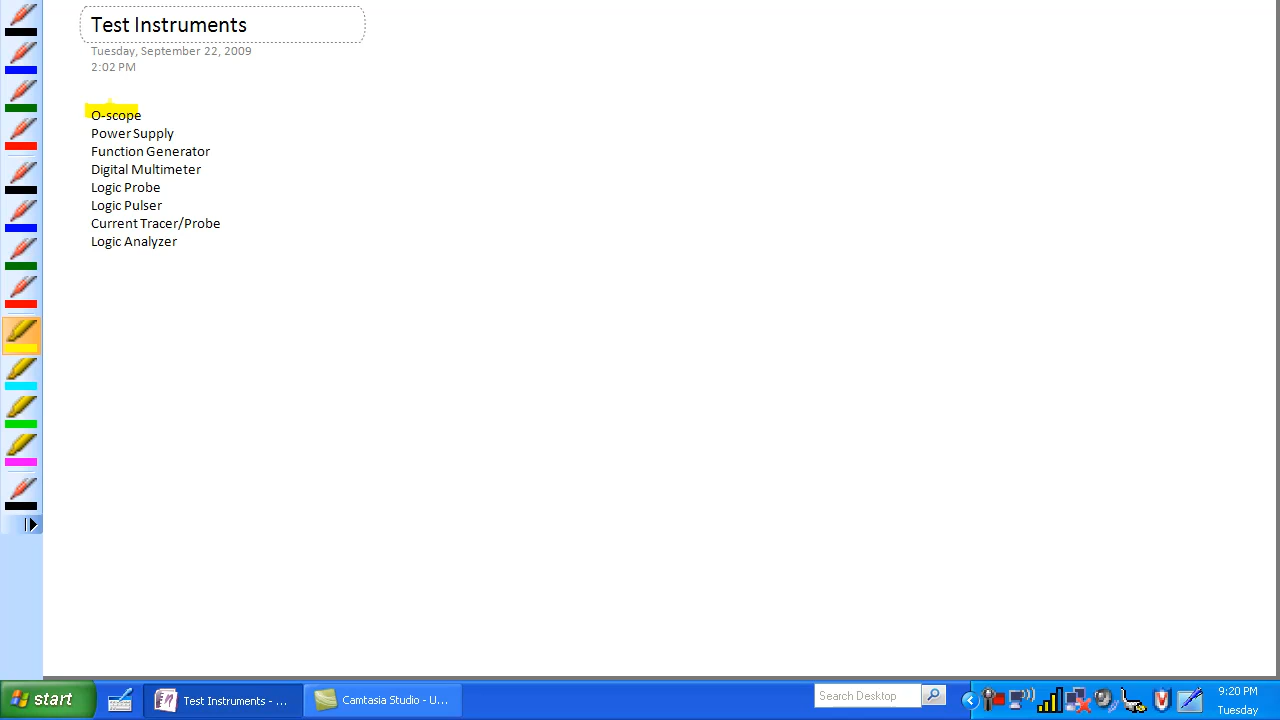 Test Instruments
Tuesday, September 22, 2009
2:02 PM
O-scope
Power Supply
Function Generator
Digital Multimeter
Logic Probe
Logic Pulser
Current Tracer/Probe
Logic Analyzer
start
Test Instruments - ...
Camtasia Studio - U...
Search Desktop
9:20 PM
Tuesday